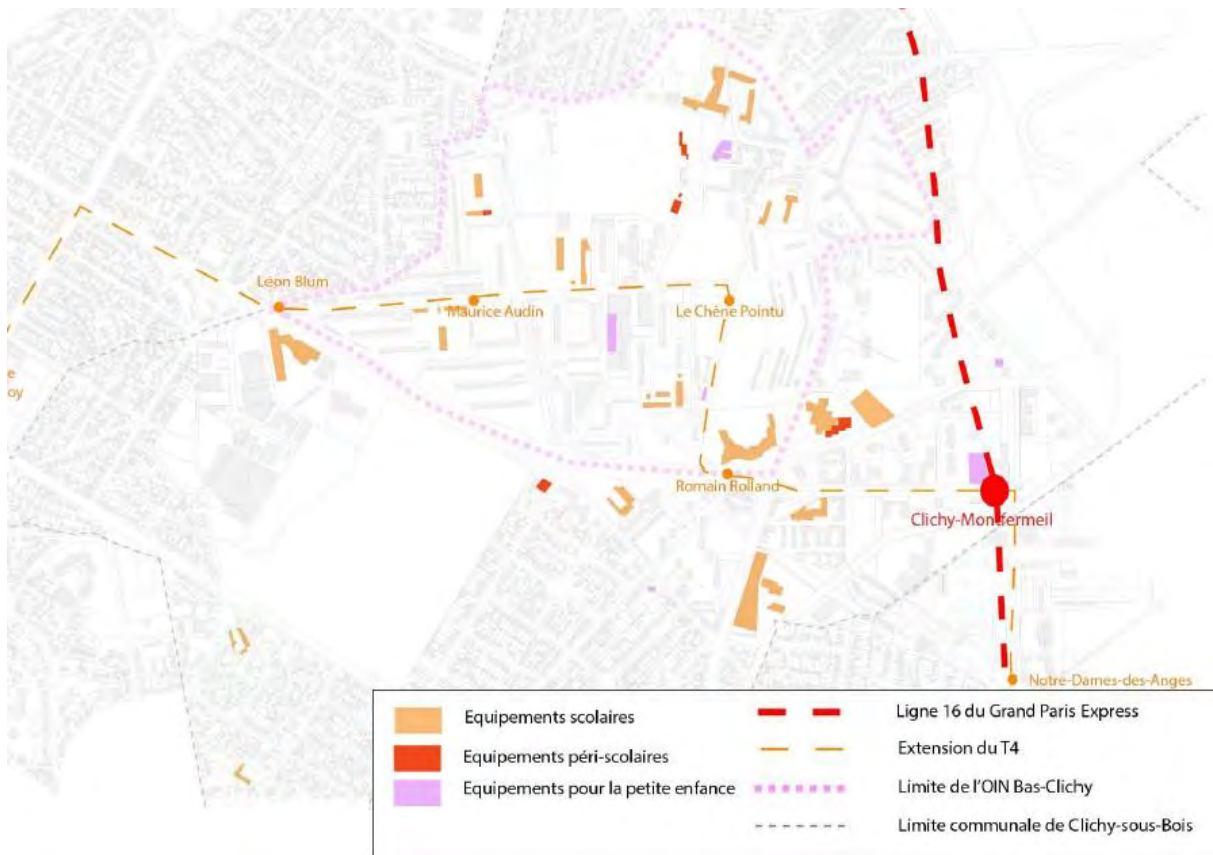 Léon Blum
Maurice Audin
Le Chêne Pointu
e
oy
Romain Rolland
Clichy-Montfermeil
Notre-Dames-des-Anges
Equipements scolaires
Equipements péri-scolaires
Equipements pour la petite enfance
Ligne 16 du Grand Paris Express
Extension du T4
Limite de l'OIN Bas-Clichy
Limite communale de Clichy-sous-Bois